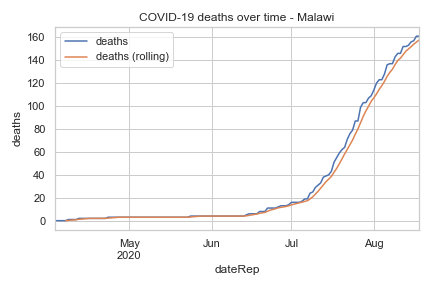 COVID-19 deaths over time - Malawi
deaths
deaths (rolling)
160
140
120
100
80
60
40
20
0
deaths
May
2020
Jun
Jul
Aug
dateRep